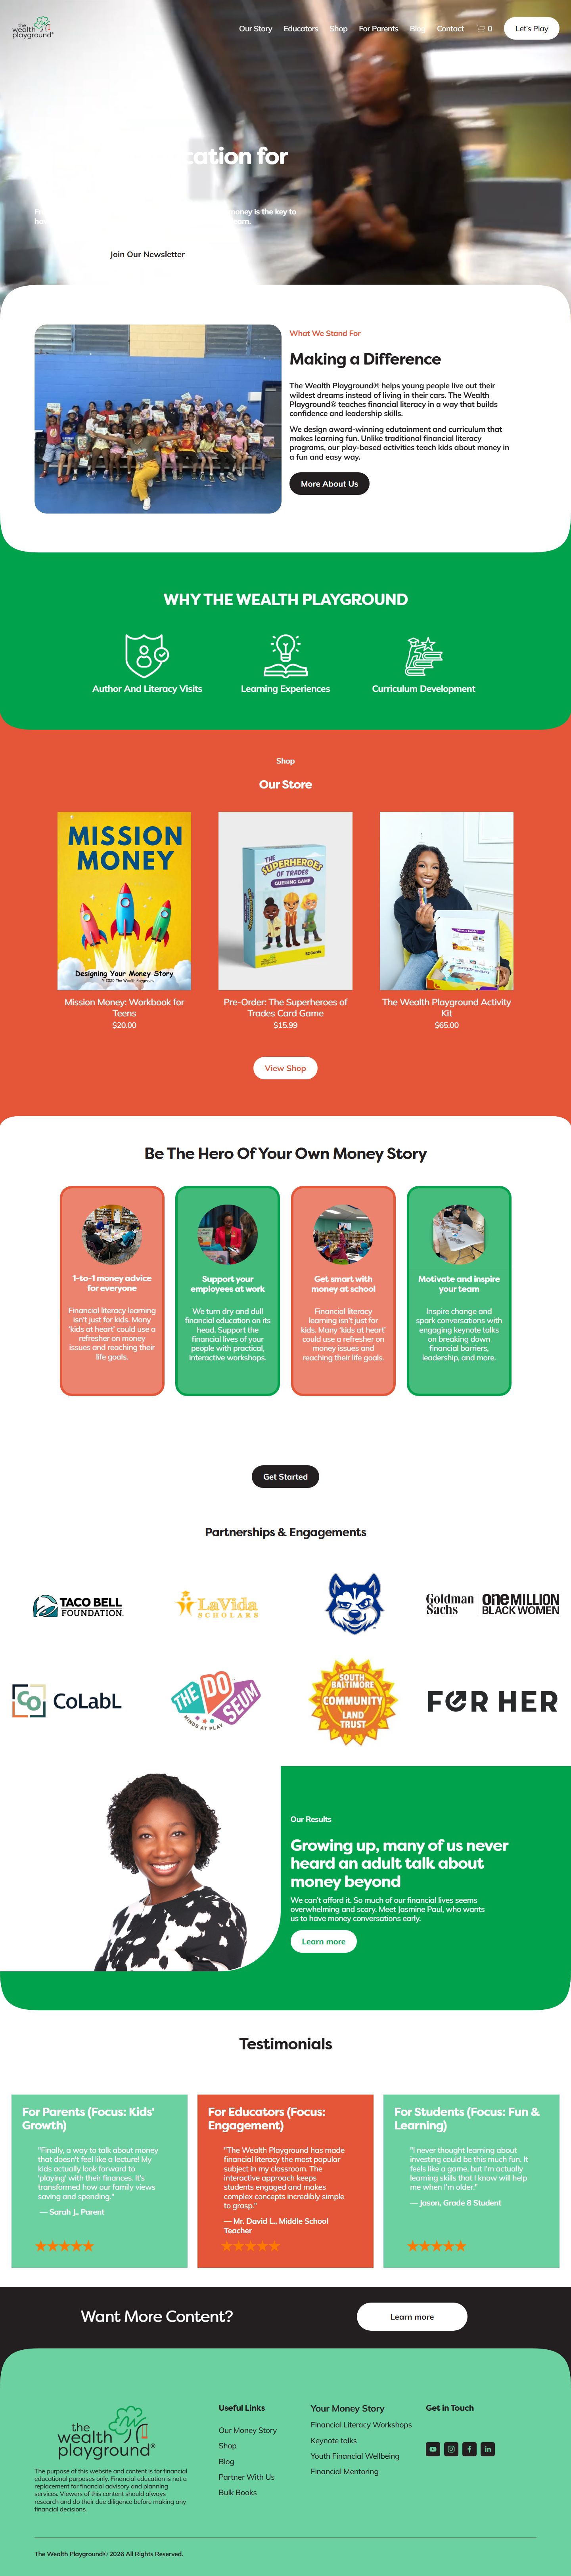 the
wealth
playground®
Our Story
Educators
Shop
For Parents
Blog
Contact
0
Let's Play
for
money is the key to
Join Our Newsletter
What We Stand For
Making a Difference
The Wealth Playground® helps young people live out their
wildest dreams instead of living in their cars. The Wealth
Playground® teaches financial literacy in a way that builds
confidence and leadership skills.
We design award-winning edutainment and curriculum that
makes learning fun. Unlike traditional financial literacy
programs, our play-based activities teach kids about money in
a fun and easy way.
More About Us
WHY THE WEALTH PLAYGROUND
Author And Literacy Visits
Learning Experiences
Curriculum Development
Shop
Our Store
MISSION
MONEY
Designing Your Money Story
© 2025 The Wealth Playground
THE
SUPERHEROES
OF TRADES
GUESSING GAME
Mission Money: Workbook for
Teens
$20.00
Pre-Order: The Superheroes of
Trades Card Game
$15.99
The Wealth Playground Activity
Kit
$65.00
View Shop
Be The Hero Of Your Own Money Story
1-to-1 money advice
for everyone
Financial literacy learning
isn't just for kids. Many
'kids at heart' could use a
refresher on money
issues and reaching their
life goals.
Support your
employees at work
We turn dry and dull
financial education on its
head. Support the
financial lives of your
people with practical,
interactive workshops.
Get smart with
money at school
Financial literacy
learning isn't just for
kids. Many 'kids at heart'
could use a refresher on
money issues and
reaching their life goals.
Motivate and inspire
your team
Inspire change and
spark conversations with
engaging keynote talks
on breaking down
financial barriers,
leadership, and more.
Get Started
Partnerships & Engagements
TACO BELL
FOUNDATION.
LaVida
SCHOLARS
Goldman
Sachs
oneMILLION
BLACK WOMEN
Co
CoLabL
THE
DO
SEUM
MINDS AT PLAY
SOUTH
BALTIMORE
COMMUNITY
LAND
TRUST
FOR HER
Our Results
Growing up, many of us never
heard an adult talk about
money beyond
We can't afford it. So much of our financial lives seems
overwhelming and scary. Meet Jasmine Paul, who wants
us to have money conversations early.
Learn more
Testimonials
For Parents (Focus: Kids'
Growth)
"Finally, a way to talk about money
that doesn't feel like a lecture! My
kids actually look forward to
'playing' with their finances. It's
transformed how our family views
saving and spending."
— Sarah J., Parent
For Educators (Focus:
Engagement)
"The Wealth Playground has made
financial literacy the most popular
subject in my classroom. The
interactive approach keeps
students engaged and makes
complex concepts incredibly simple
to grasp."
— Mr. David L., Middle School
Teacher
For Students (Focus: Fun &
Learning)
"I never thought learning about
investing could be this much fun. It
feels like a game, but I'm actually
learning skills that I know will help
me when I'm older."
— Jason, Grade 8 Student
Want More Content?
Learn more
the
wealth
playground®
The purpose of this website and content is for financial
educational purposes only. Financial education is not a
replacement for financial advisory and planning
services. Viewers of this content should always
research and do their due diligence before making any
financial decisions.
Useful Links
Our Money Story
Shop
Blog
Partner With Us
Bulk Books
Your Money Story
Financial Literacy Workshops
Keynote talks
Youth Financial Wellbeing
Financial Mentoring
Get in Touch
The Wealth Playground© 2026 All Rights Reserved.